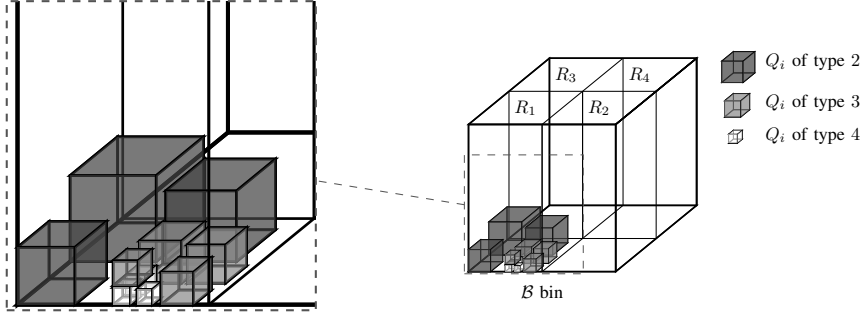 R₃ R₄
R₁ R₂
Qᵢ of type 2
Qᵢ of type 3
Qᵢ of type 4
ℬ bin